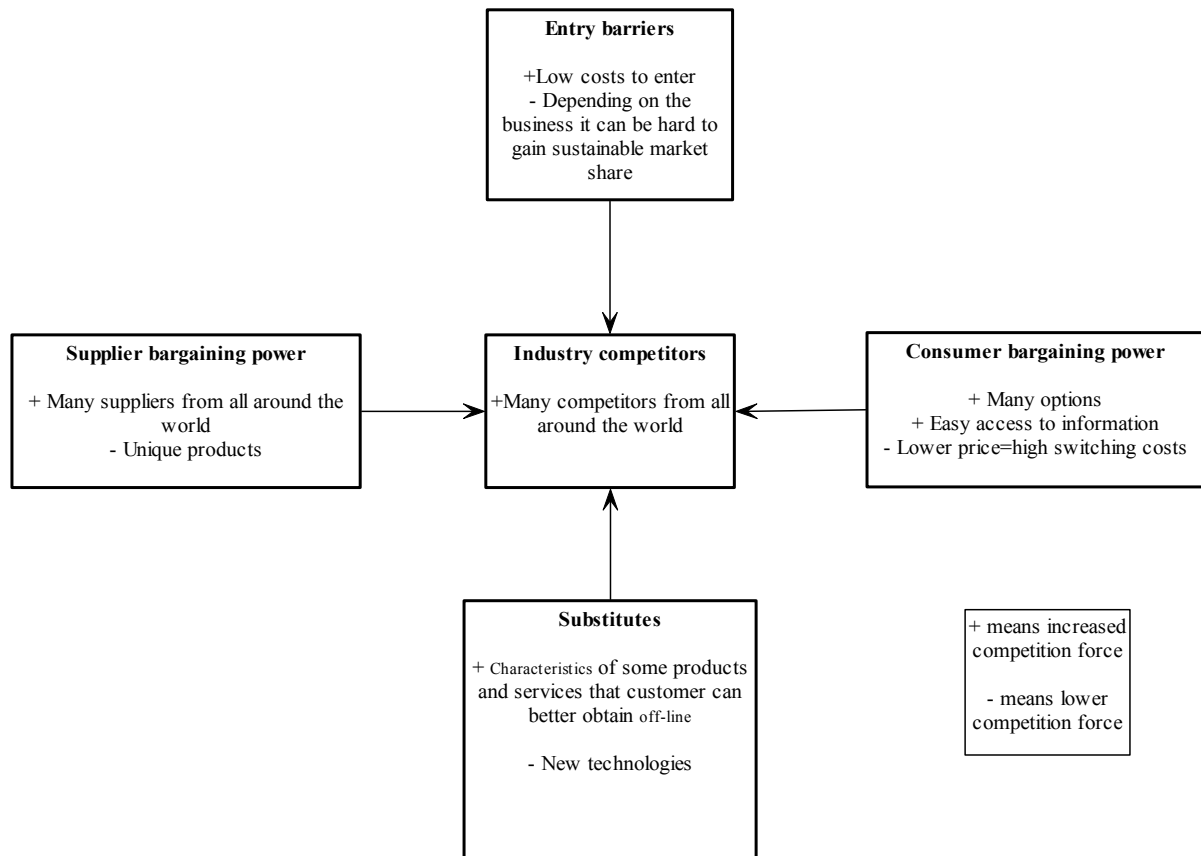 Entry barriers
+Low costs to enter
- Depending on the
business it can be hard to
gain sustainable market
share
Supplier bargaining power
+ Many suppliers from all around the
world
- Unique products
Industry competitors
+Many competitors from all
around the world
Consumer bargaining power
+ Many options
+ Easy access to information
- Lower price=high switching costs
Substitutes
+ Characteristics of some products
and services that customer can
better obtain off-line
- New technologies
+ means increased
competition force
- means lower
competition force